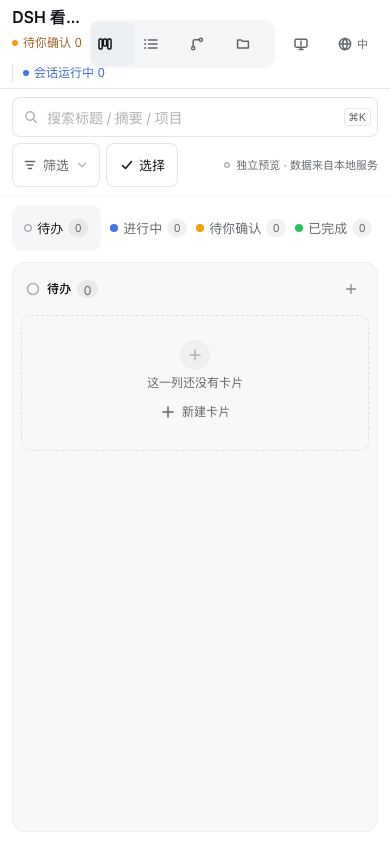 DSH 看...
待你确认 0
中
会话运行中 0
搜索标题 / 摘要 / 项目
⌘K
筛选
选择
独立预览 · 数据来自本地服务
待办 0 进行中 0 待你确认 0 已完成 0
待办 0
这一列还没有卡片
新建卡片